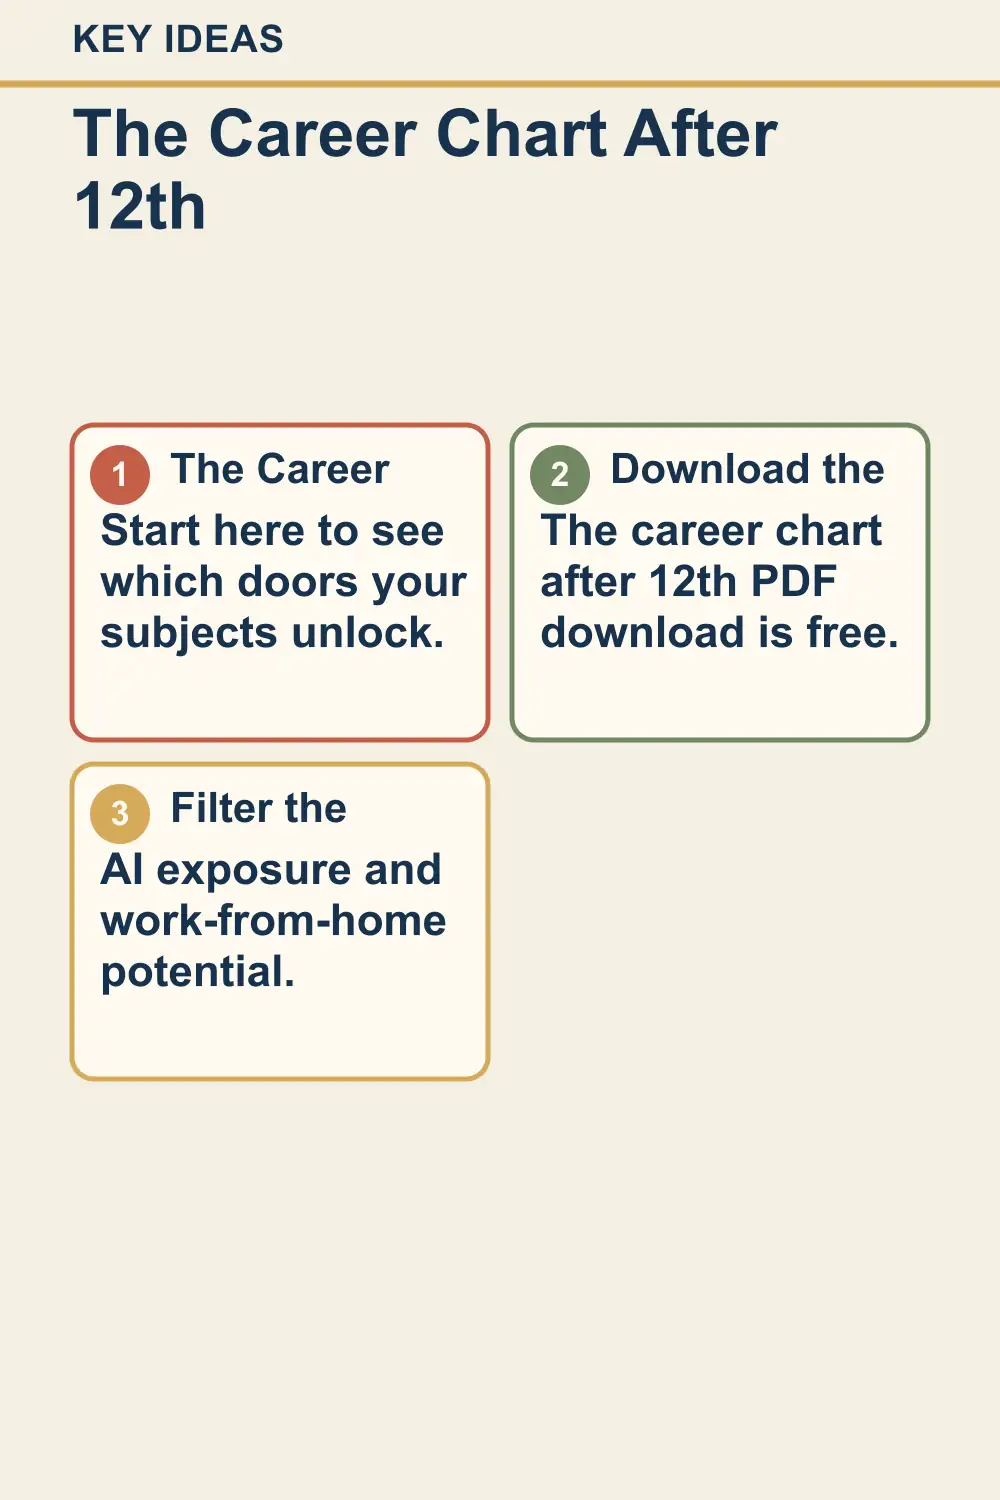 KEY IDEAS
The Career Chart After
12th
1 The Career
Start here to see
which doors your
subjects unlock.
2 Download the
The career chart
after 12th PDF
download is free.
3 Filter the
AI exposure and
work-from-home
potential.